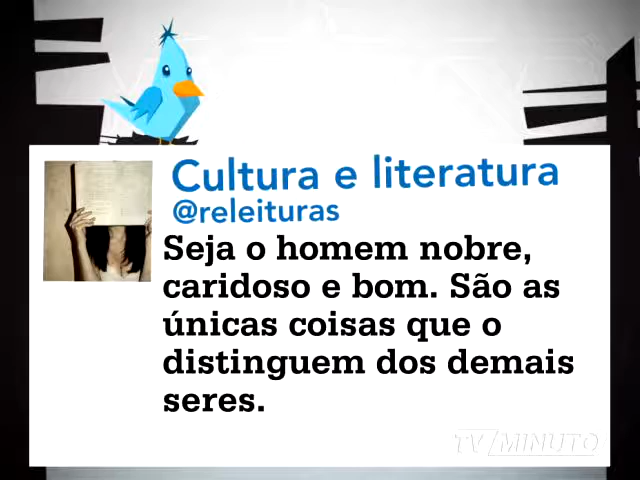 Cultura e literatura
@releituras
Seja o homem nobre,
caridoso e bom. São as
únicas coisas que o
distinguem dos demais
seres.
TV MINUTO